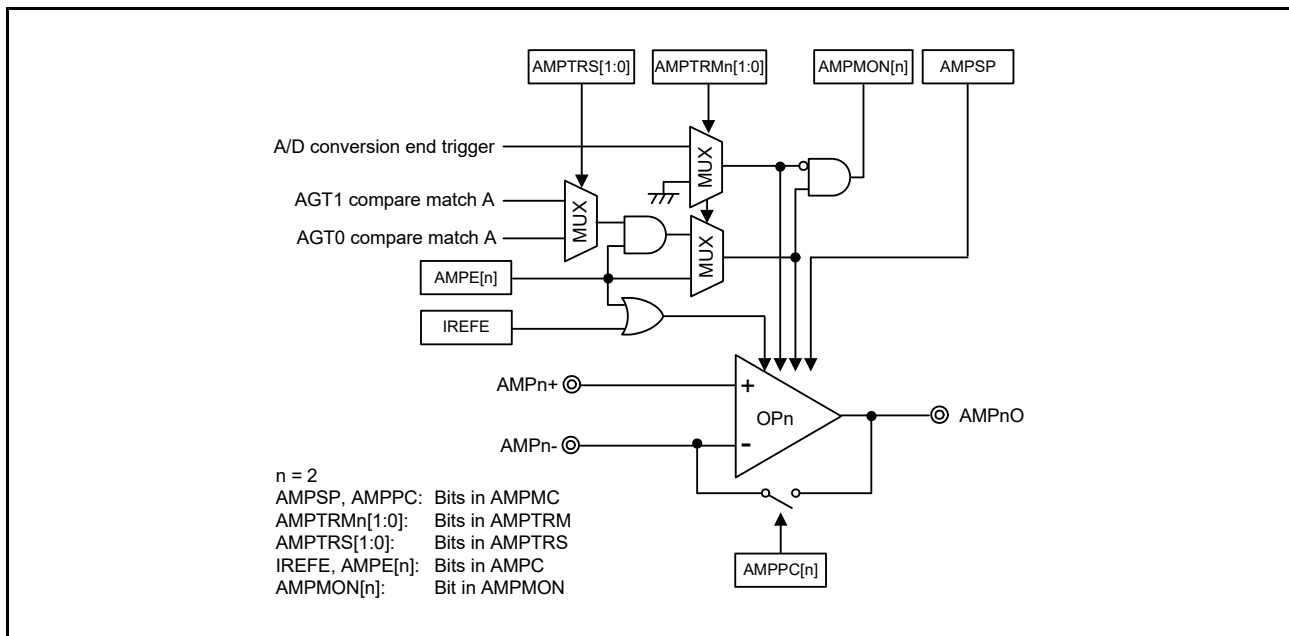 AMPTRS[1:0] AMPTRMn[1:0] AMPMON[n] AMPSP
A/D conversion end trigger
MUX
AGT1 compare match A
MUX
AGT0 compare match A
MUX
AMPE[n]
IREFE
AMPn+
+
OPn
AMPnO
AMPn-
-
n = 2
AMPSP, AMPPC: Bits in AMPMC
AMPTRMn[1:0]: Bits in AMPTRM
AMPTRS[1:0]: Bits in AMPTRS
IREFE, AMPE[n]: Bits in AMPC
AMPMON[n]: Bit in AMPMON
AMPPC[n]